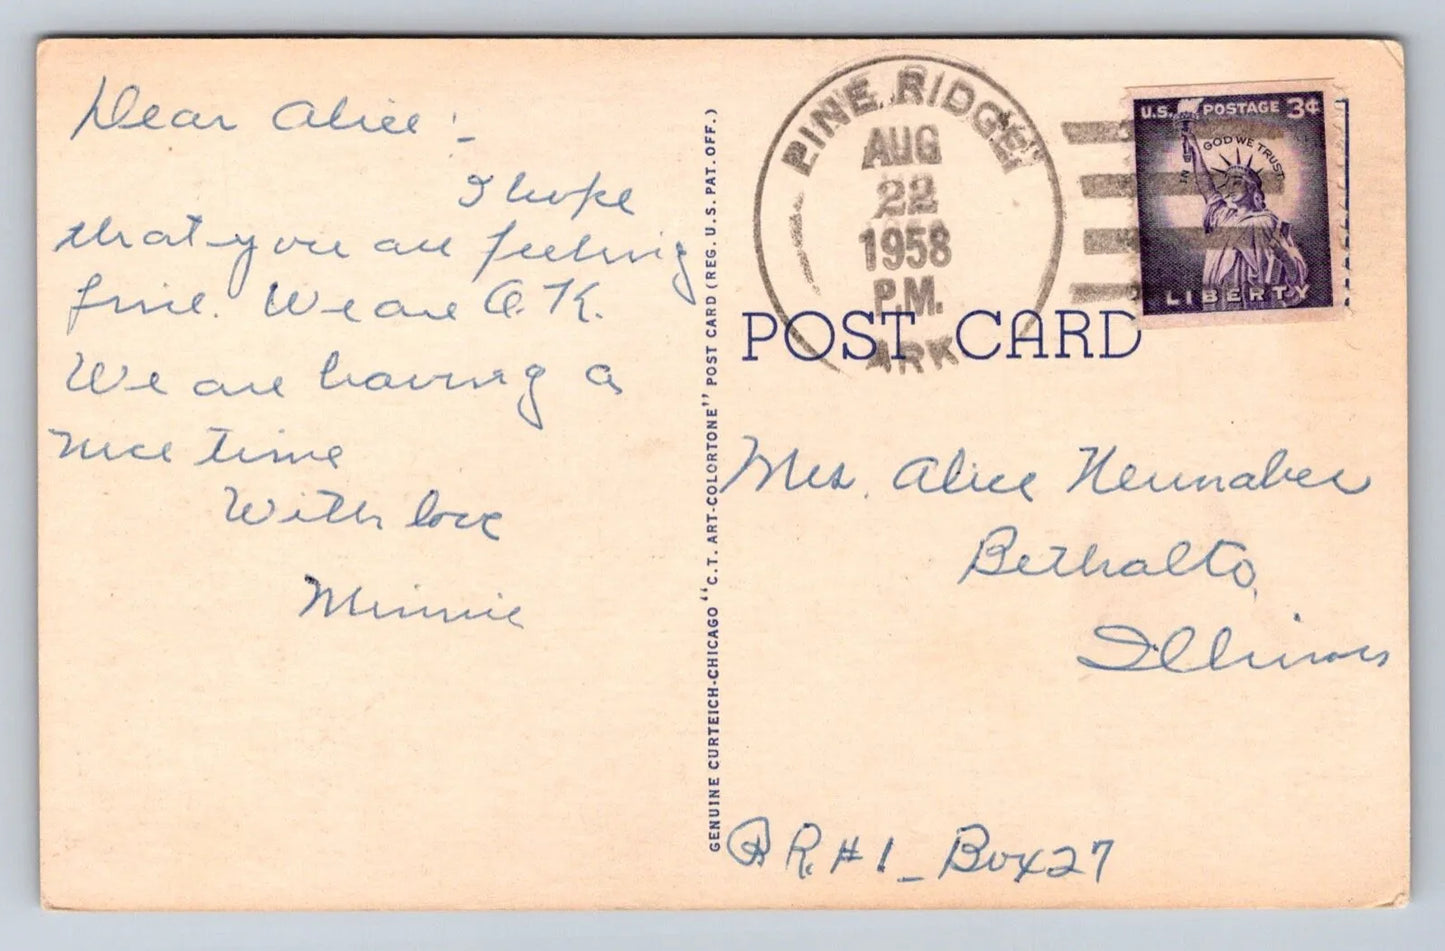 Dear Alice :-
I hope
that you are feeling
fine. We are O.K.
We are having a
nice time
With love
Minnie
GENUINE CURTEICH-CHICAGO "C.T. ART-COLORTONE" POST CARD (REG. U.S. PAT. OFF.)
PINE RIDGE
AUG
22
1958
P.M.
ARK
U.S. POSTAGE 3¢
IN GOD WE TRUST
LIBERTY
POST CARD
Mrs. Alice
Bethalto,
Illinois
R R # 1 - Box 27